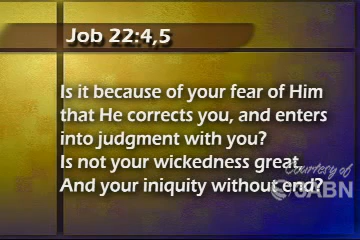 Job 22:4,5
Is it because of your fear of Him
that He corrects you, and enters
into judgment with you?
Is not your wickedness great,
And your iniquity without end?
Courtesy of
3ABN